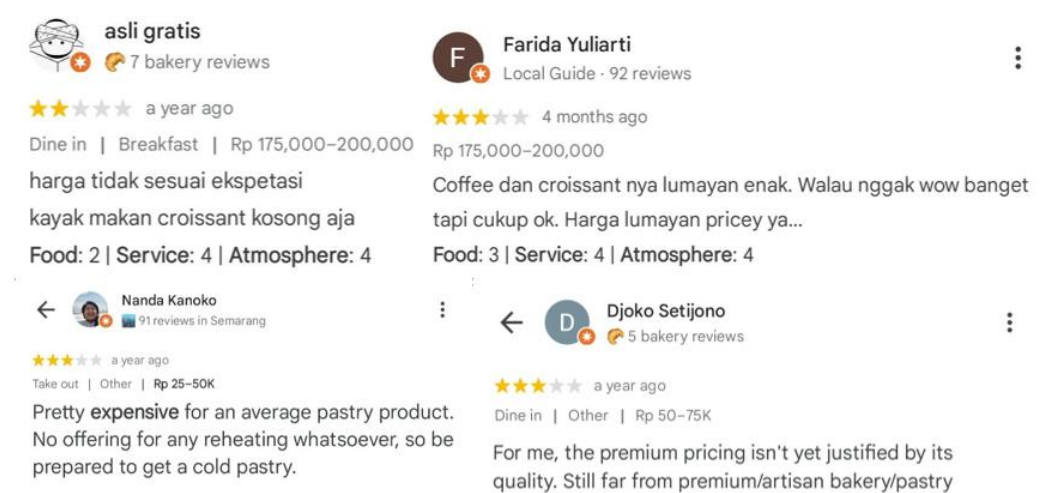 asli gratis
7 bakery reviews
a year ago
Dine in | Breakfast | Rp 175,000–200,000
harga tidak sesuai ekspetasi
kayak makan croissant kosong aja
Food: 2 | Service: 4 | Atmosphere: 4
F
Farida Yuliarti
Local Guide · 92 reviews
4 months ago
Rp 175,000–200,000
Coffee dan croissant nya lumayan enak. Walau nggak wow banget
tapi cukup ok. Harga lumayan pricey ya...
Food: 3 | Service: 4 | Atmosphere: 4
Nanda Kanoko
91 reviews in Semarang
a year ago
Take out | Other | Rp 25–50K
Pretty expensive for an average pastry product.
No offering for any reheating whatsoever, so be
prepared to get a cold pastry.
D
Djoko Setijono
5 bakery reviews
a year ago
Dine in | Other | Rp 50–75K
For me, the premium pricing isn't yet justified by its
quality. Still far from premium/artisan bakery/pastry